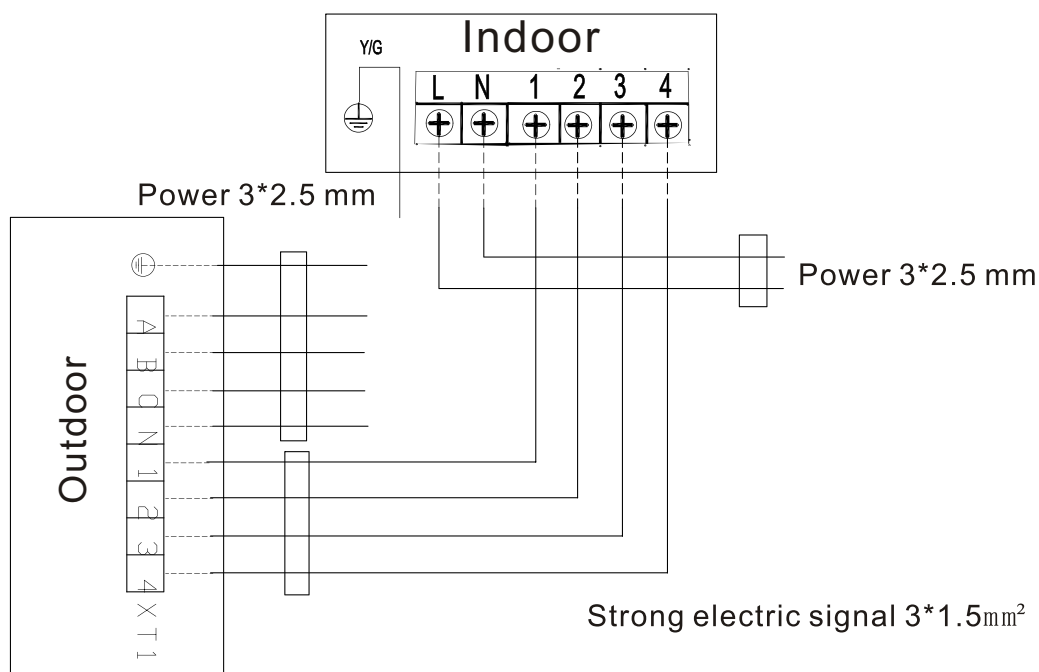 Indoor
Y/G
L N 1 2 3 4
Power 3*2.5 mm
Power 3*2.5 mm
Outdoor
A
B
C
N
1
2
3
4
XT1
Strong electric signal 3*1.5mm²